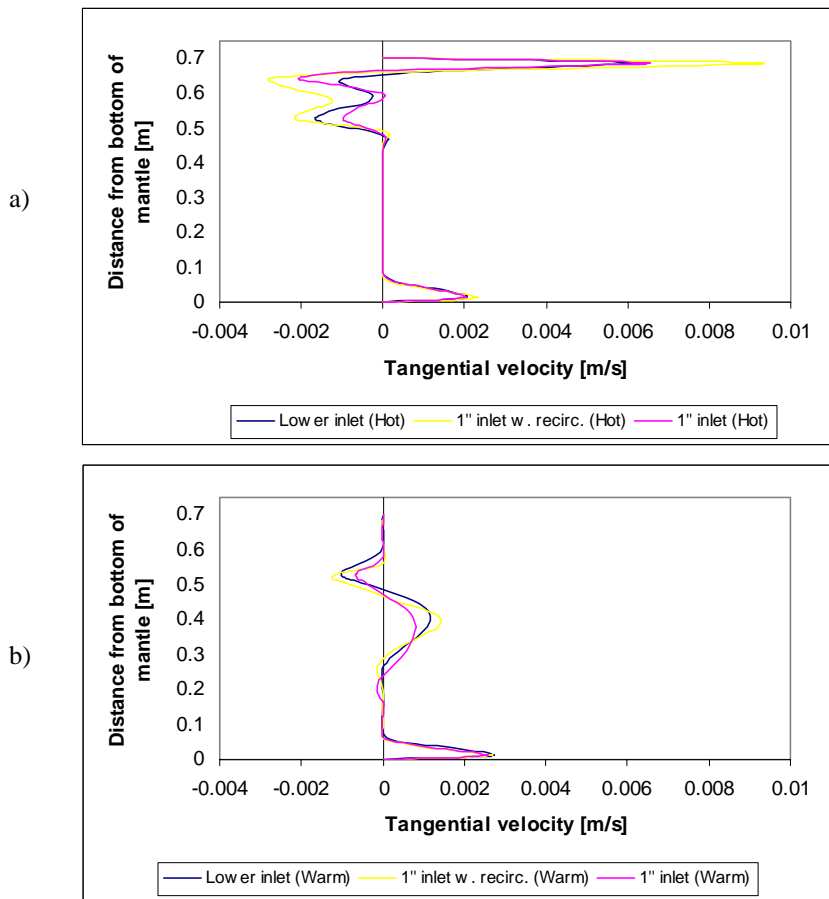 a)
Distance from bottom of
mantle [m]
0.7
0.6
0.5
0.4
0.3
0.2
0.1
0
-0.004 -0.002 0 0.002 0.004 0.006 0.008 0.01
Tangential velocity [m/s]
Lower inlet (Hot) 1" inlet w. recirc. (Hot) 1" inlet (Hot)
b)
Distance from bottom of
mantle [m]
0.7
0.6
0.5
0.4
0.3
0.2
0.1
0
-0.004 -0.002 0 0.002 0.004 0.006 0.008 0.01
Tangential velocity [m/s]
Lower inlet (Warm) 1" inlet w. recirc. (Warm) 1" inlet (Warm)